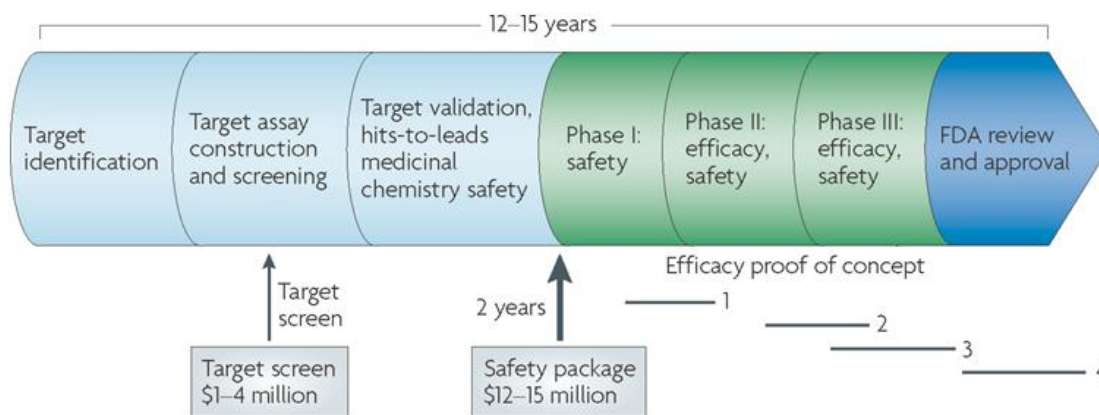 12–15 years
Target
identification
Target assay
construction
and screening
Target validation,
hits-to-leads
medicinal
chemistry safety
Phase I:
safety
Phase II:
efficacy,
safety
Phase III:
efficacy,
safety
FDA review
and approval
Efficacy proof of concept
Target
screen
2 years
1
2
3
Target screen
$1–4 million
Safety package
$12–15 million